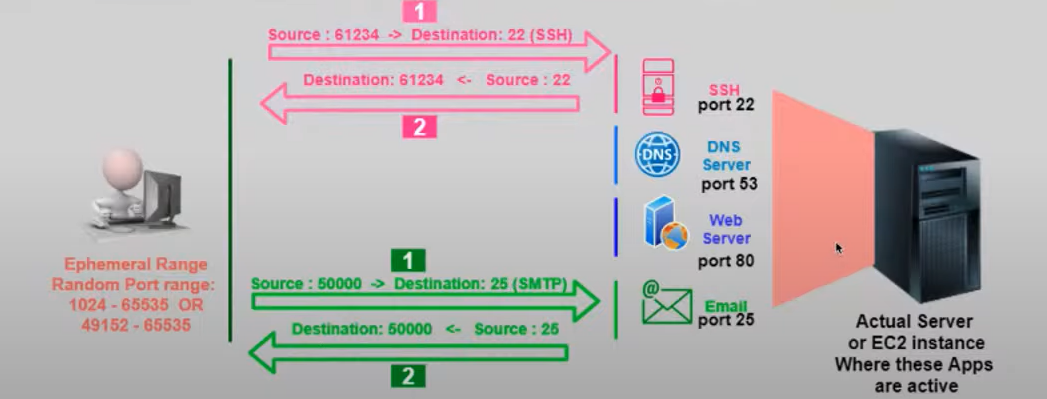 1
Source : 61234 -> Destination: 22 (SSH)
Destination: 61234 <- Source : 22
2
SSH
port 22
DNS
DNS
Server
port 53
Web
Server
port 80
Ephemeral Range
Random Port range:
1024 - 65535 OR
49152 - 65535
1
Source : 50000 -> Destination: 25 (SMTP)
Destination: 50000 <- Source : 25
2
@
Email
port 25
Actual Server
or EC2 instance
Where these Apps
are active